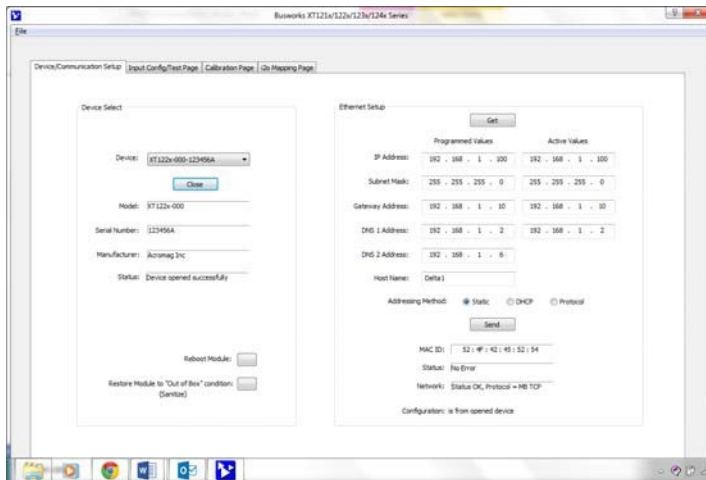 Busworks XT121x/122x/123x/124x Series
File
Device/Communication Setup Input Config/Test Page Calibration Page i2o Mapping Page
Device Select
Device: XT122x-000-123456A
Close
Model: XT122x-000
Serial Number: 123456A
Manufacturer: Acromag Inc
Status: Device opened successfully
Reboot Module:
Restore Module to "Out of Box" condition:
(Sanitize)
Ethernet Setup
Get
Programmed Values Active Values
IP Address: 192 . 168 . 1 . 100 192 . 168 . 1 . 100
Subnet Mask: 255 . 255 . 255 . 0 255 . 255 . 255 . 0
Gateway Address: 192 . 168 . 1 . 10 192 . 168 . 1 . 10
DNS 1 Address: 192 . 168 . 1 . 2 192 . 168 . 1 . 2
DNS 2 Address: 192 . 168 . 1 . 6
Host Name: Delta1
Addressing Method: Static DHCP Protocol
Send
MAC ID: 52 : 4F : 42 : 45 : 52 : 54
Status: No Error
Network: Status OK, Protocol = MB TCP
Configuration: is from opened device